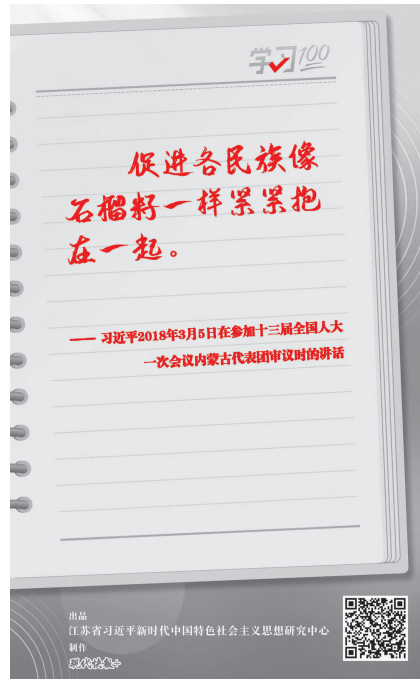 学习100
促进各民族像
石榴籽一样紧紧抱
在一起。
—— 习近平2018年3月5日在参加十三届全国人大
一次会议内蒙古代表团审议时的讲话
出品
江苏省习近平新时代中国特色社会主义思想研究中心
制作
现代快报+